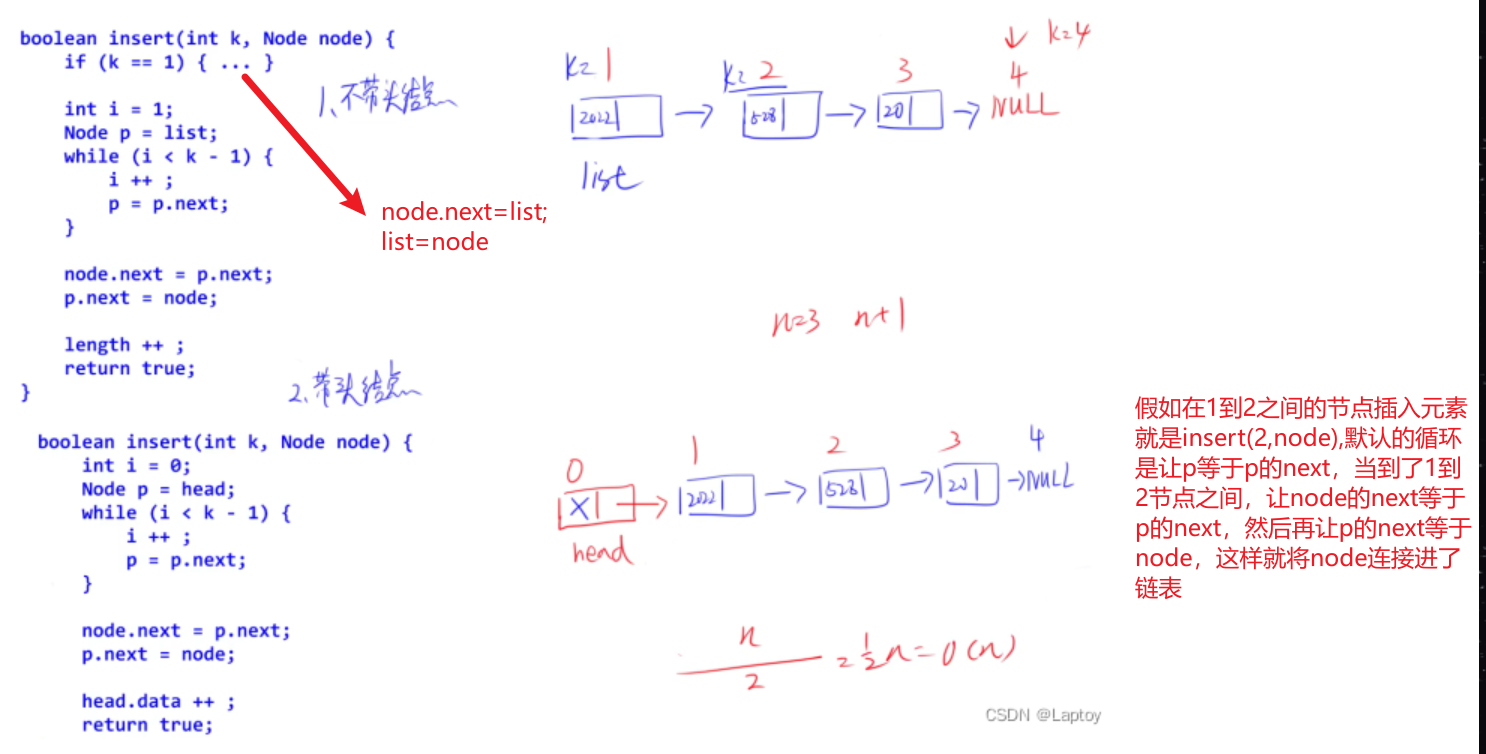 boolean insert(int k, Node node) {
if (k == 1) { ... }
1、不带头结点
int i = 1;
Node p = list;
while (i < k - 1) {
i ++ ;
p = p.next;
}
node.next = p.next;
p.next = node;
length ++ ;
return true;
}
node.next=list;
list=node
k=1
k=2
3
4
↓ k=4
2022
528
20
NULL
list
n=3 n+1
2、带头结点
boolean insert(int k, Node node) {
int i = 0;
Node p = head;
while (i < k - 1) {
i ++ ;
p = p.next;
}
node.next = p.next;
p.next = node;
head.data ++ ;
return true;
0
1
2
3
4
X
2022
528
20
NULL
head
n
2
= 1/2 n = O(n)
假如在1到2之间的节点插入元素
就是insert(2,node),默认的循环
是让p等于p的next，当到了1到
2节点之间，让node的next等于
p的next，然后再让p的next等于
node，这样就将node连接进了
链表
CSDN @Laptoy